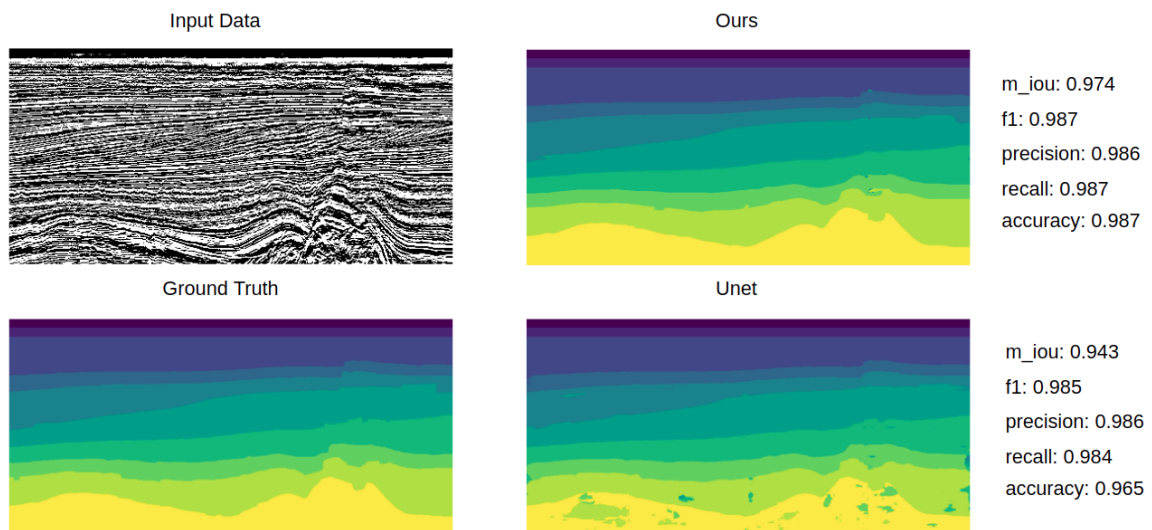 Input Data
Ours
m_iou: 0.974
f1: 0.987
precision: 0.986
recall: 0.987
accuracy: 0.987
Ground Truth
Unet
m_iou: 0.943
f1: 0.985
precision: 0.986
recall: 0.984
accuracy: 0.965